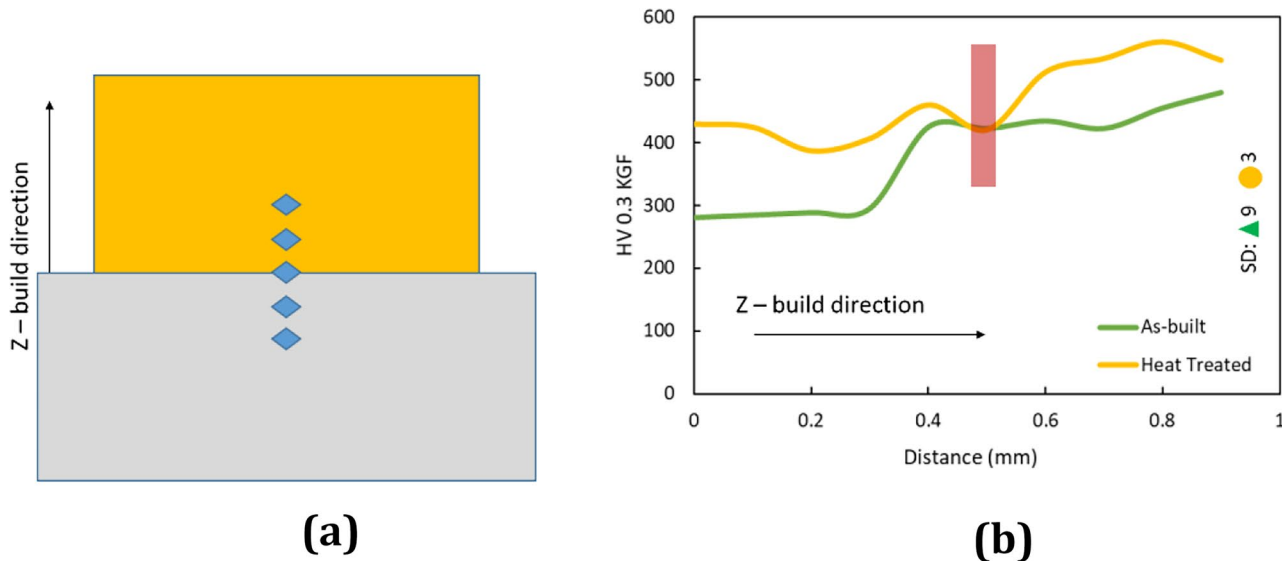 Z – build direction
(a)
600
500
400
300
200
100
0
HV 0.3 KGF
Z – build direction
As-built
Heat Treated
SD: 9 3
0 0.2 0.4 0.6 0.8 1
Distance (mm)
(b)